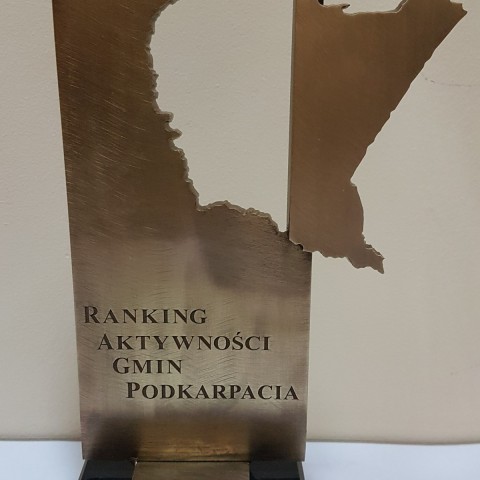 RANKING
AKTYWNOŚCI
GMIN
PODKARPACIA